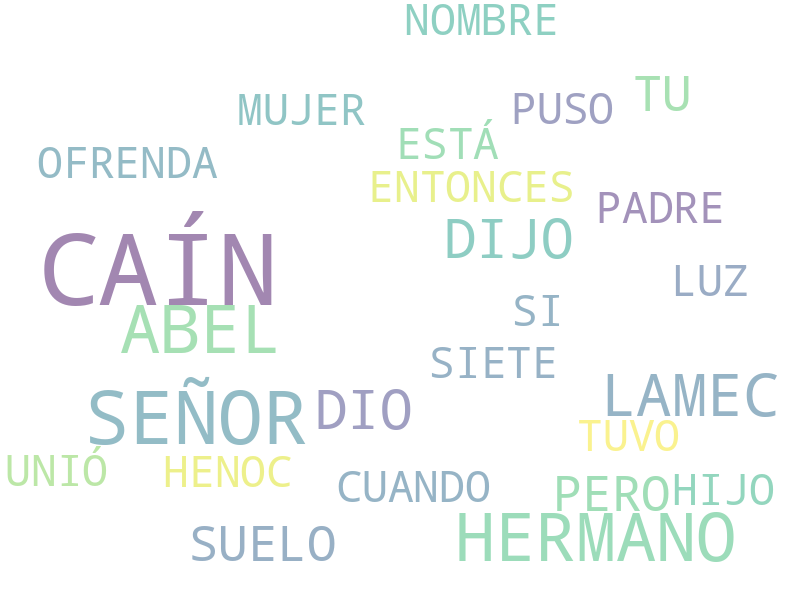 NOMBRE
TU
MUJER
PUSO
ESTÁ
OFRENDA
ENTONCES
PADRE
CAÍN
DIJO
LUZ
SI
ABEL
SIETE
LAMEC
SEÑOR
DIO
TUVO
UNIÓ
HENOC
CUANDO
PERO
HIJO
HERMANO
SUELO